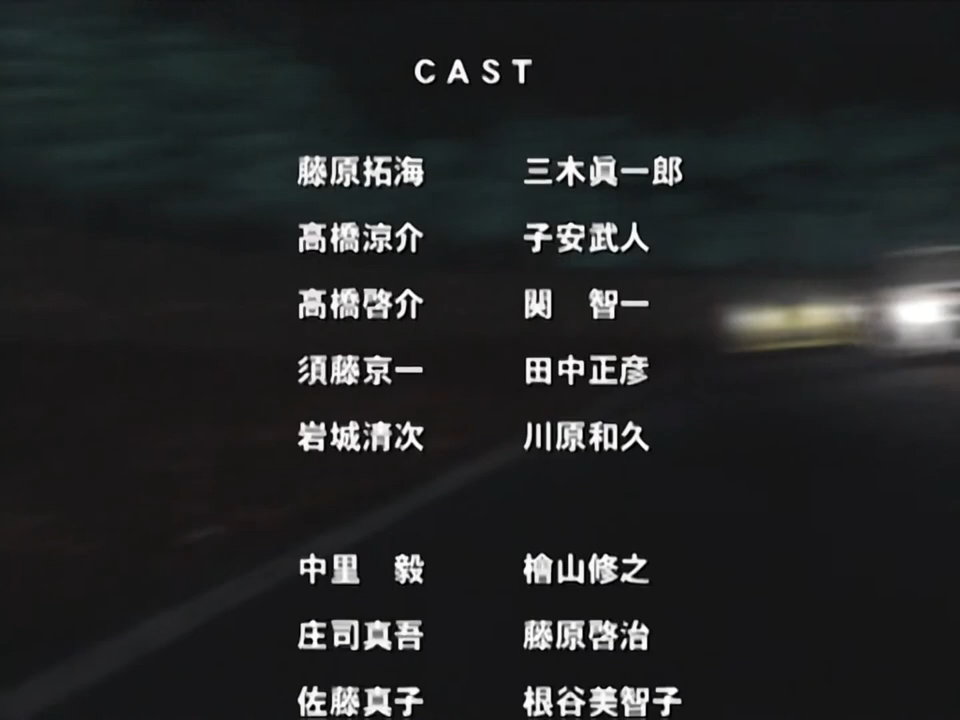 CAST
藤原拓海 三木眞一郎
高橋涼介 子安武人
高橋啓介 関 智一
須藤京一 田中正彦
岩城清次 川原和久
中里 毅 檜山修之
庄司真吾 藤原啓治
佐藤真子 根谷美智子